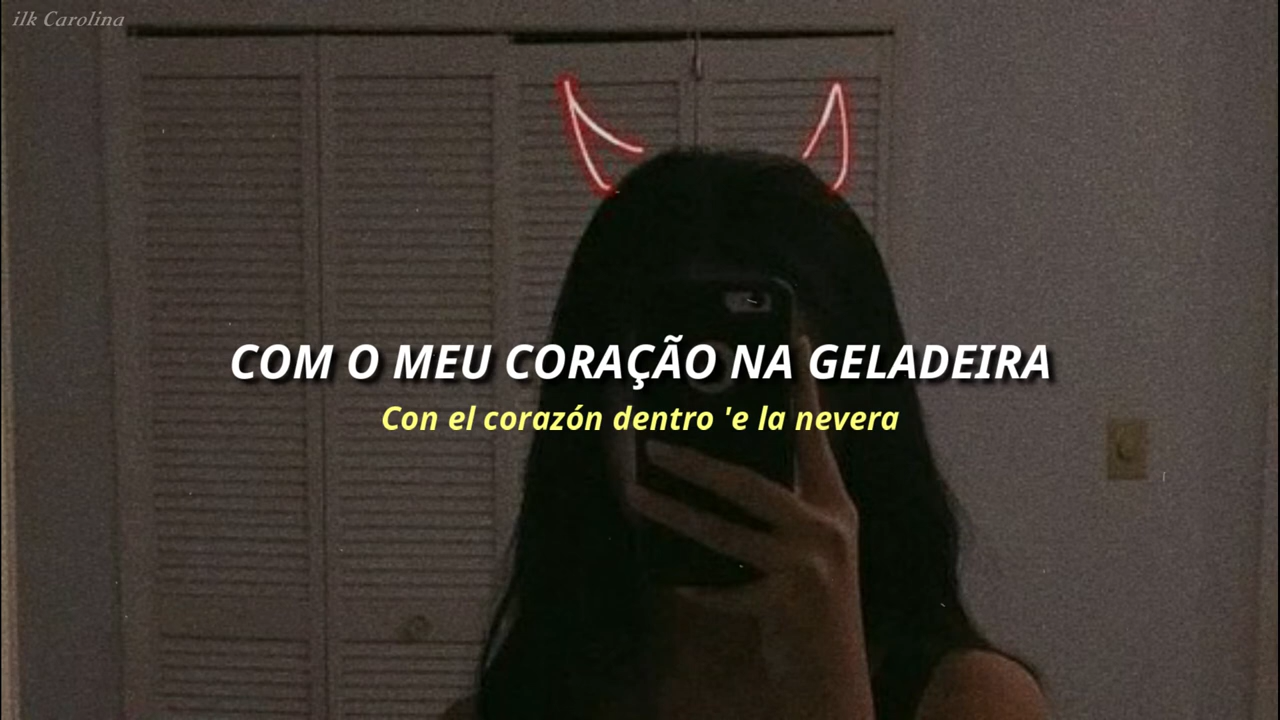 ilk Carolina
COM O MEU CORAÇÃO NA GELADEIRA
Con el corazón dentro 'e la nevera